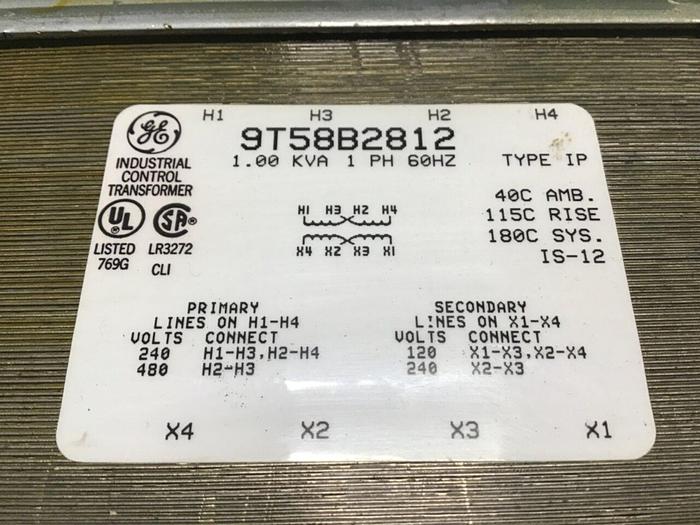 H1 H3 H2 H4
GE
9T58B2812
1.00 KVA 1 PH 60HZ TYPE IP
INDUSTRIAL
CONTROL
TRANSFORMER
40C AMB.
115C RISE
180C SYS.
IS-12
UL SA
LISTED LR3272
769G CLI
H1 H3 H2 H4
X4 X2 X3 X1
PRIMARY
LINES ON H1-H4
VOLTS CONNECT
240 H1-H3,H2-H4
480 H2-H3
SECONDARY
LINES ON X1-X4
VOLTS CONNECT
120 X1-X3,X2-X4
240 X2-X3
X4 X2 X3 X1